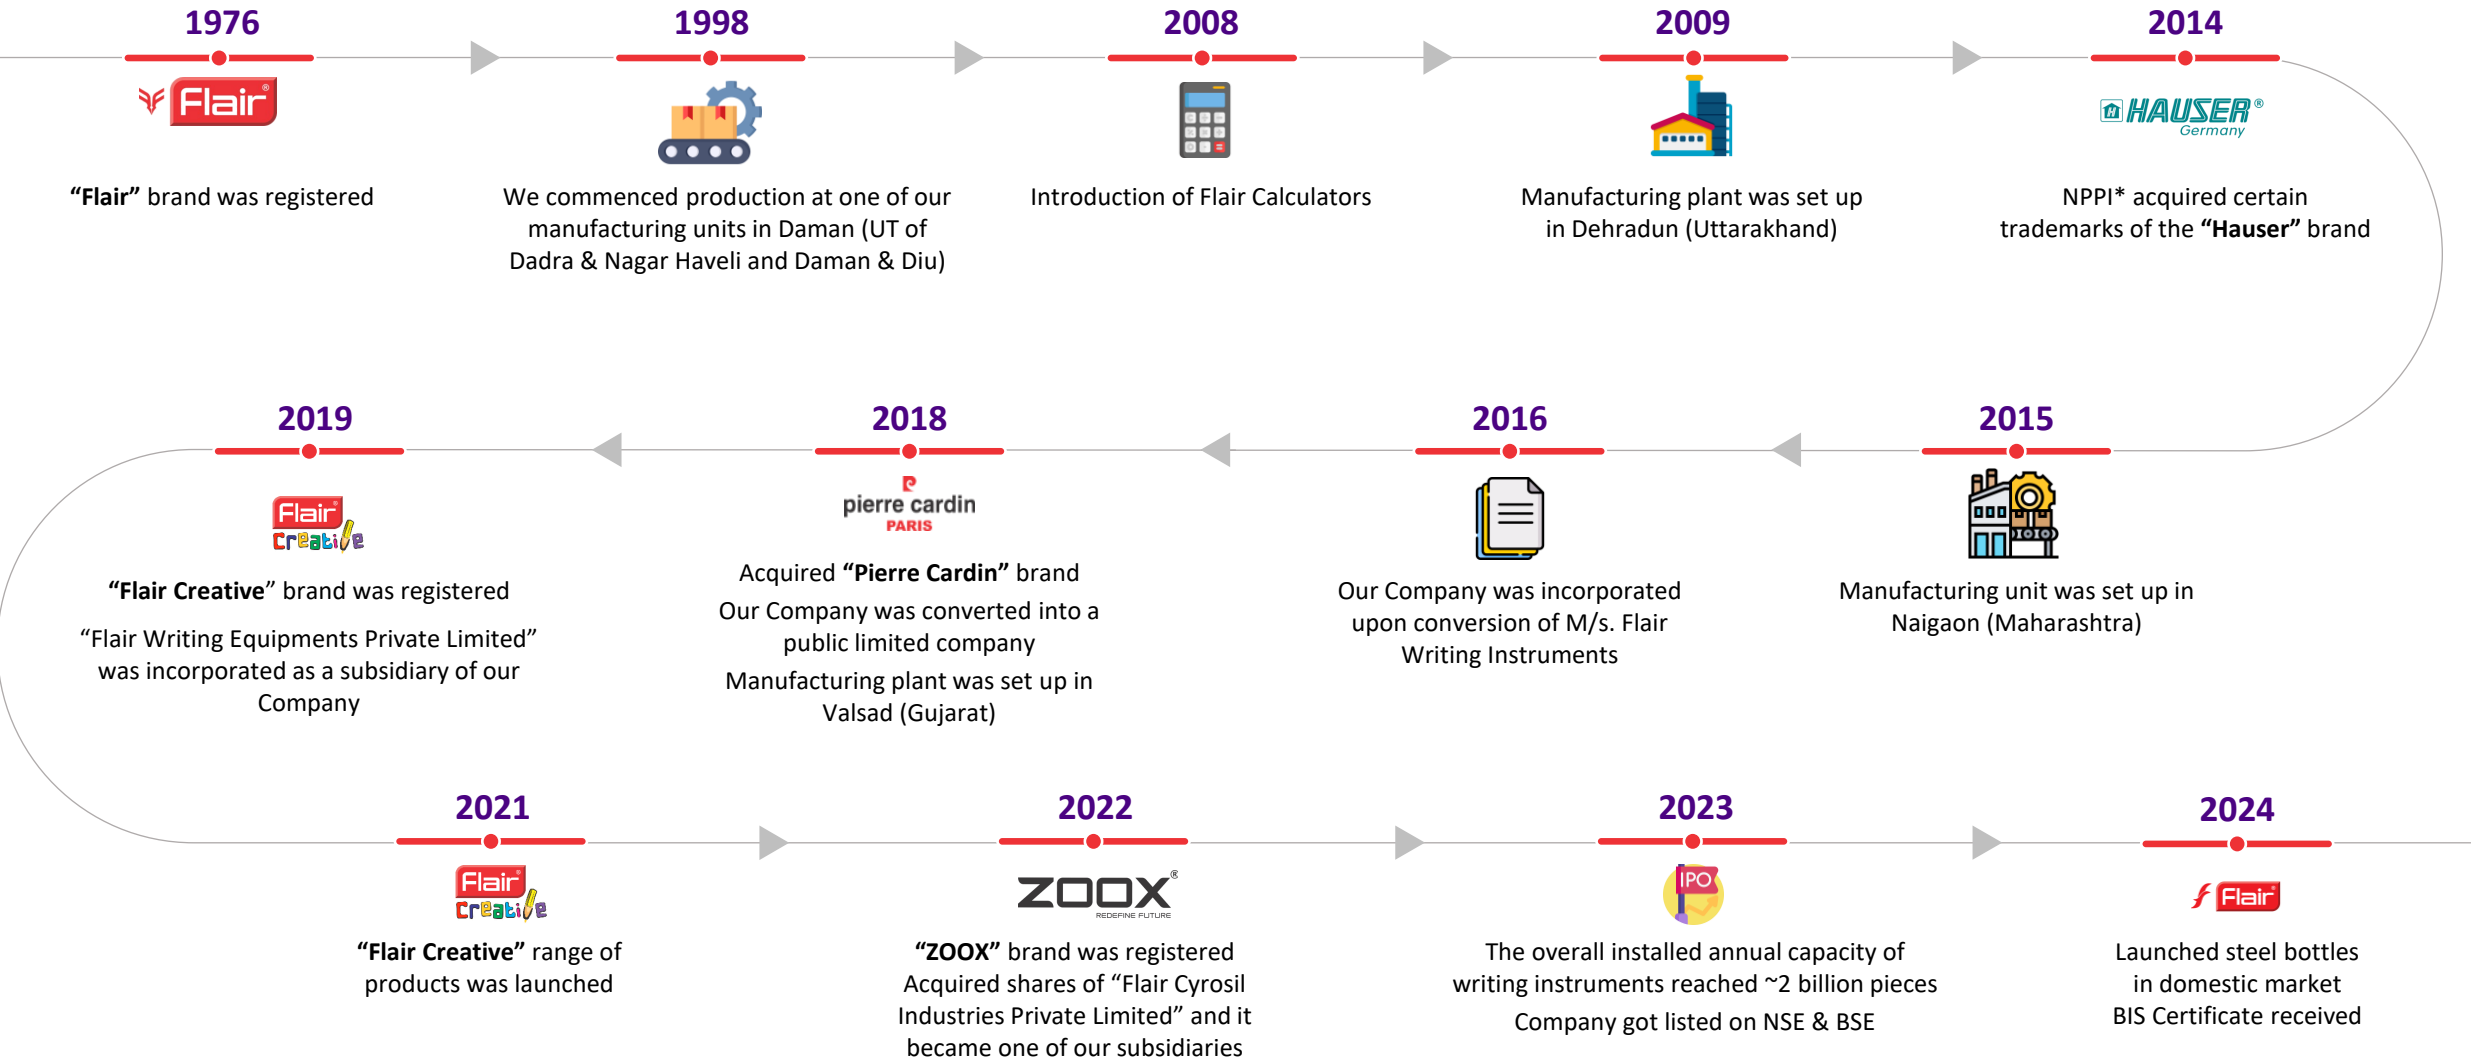 1976
Flair®
“Flair” brand was registered
1998
We commenced production at one of our
manufacturing units in Daman (UT of
Dadra & Nagar Haveli and Daman & Diu)
2008
Introduction of Flair Calculators
2009
Manufacturing plant was set up
in Dehradun (Uttarakhand)
2014
HAUSER®
Germany
NPPI* acquired certain
trademarks of the “Hauser” brand
2015
Manufacturing unit was set up in
Naigaon (Maharashtra)
2016
Our Company was incorporated
upon conversion of M/s. Flair
Writing Instruments
2018
pierre cardin
PARIS
Acquired “Pierre Cardin” brand
Our Company was converted into a
public limited company
Manufacturing plant was set up in
Valsad (Gujarat)
2019
Flair
Creative
“Flair Creative” brand was registered
“Flair Writing Equipments Private Limited”
was incorporated as a subsidiary of our
Company
2021
Flair
Creative
“Flair Creative” range of
products was launched
2022
ZOOX®
REDEFINE FUTURE
“ZOOX” brand was registered
Acquired shares of “Flair Cyrosil
Industries Private Limited” and it
became one of our subsidiaries
2023
IPO
The overall installed annual capacity of
writing instruments reached ~2 billion pieces
Company got listed on NSE & BSE
2024
Flair
Launched steel bottles
in domestic market
BIS Certificate received